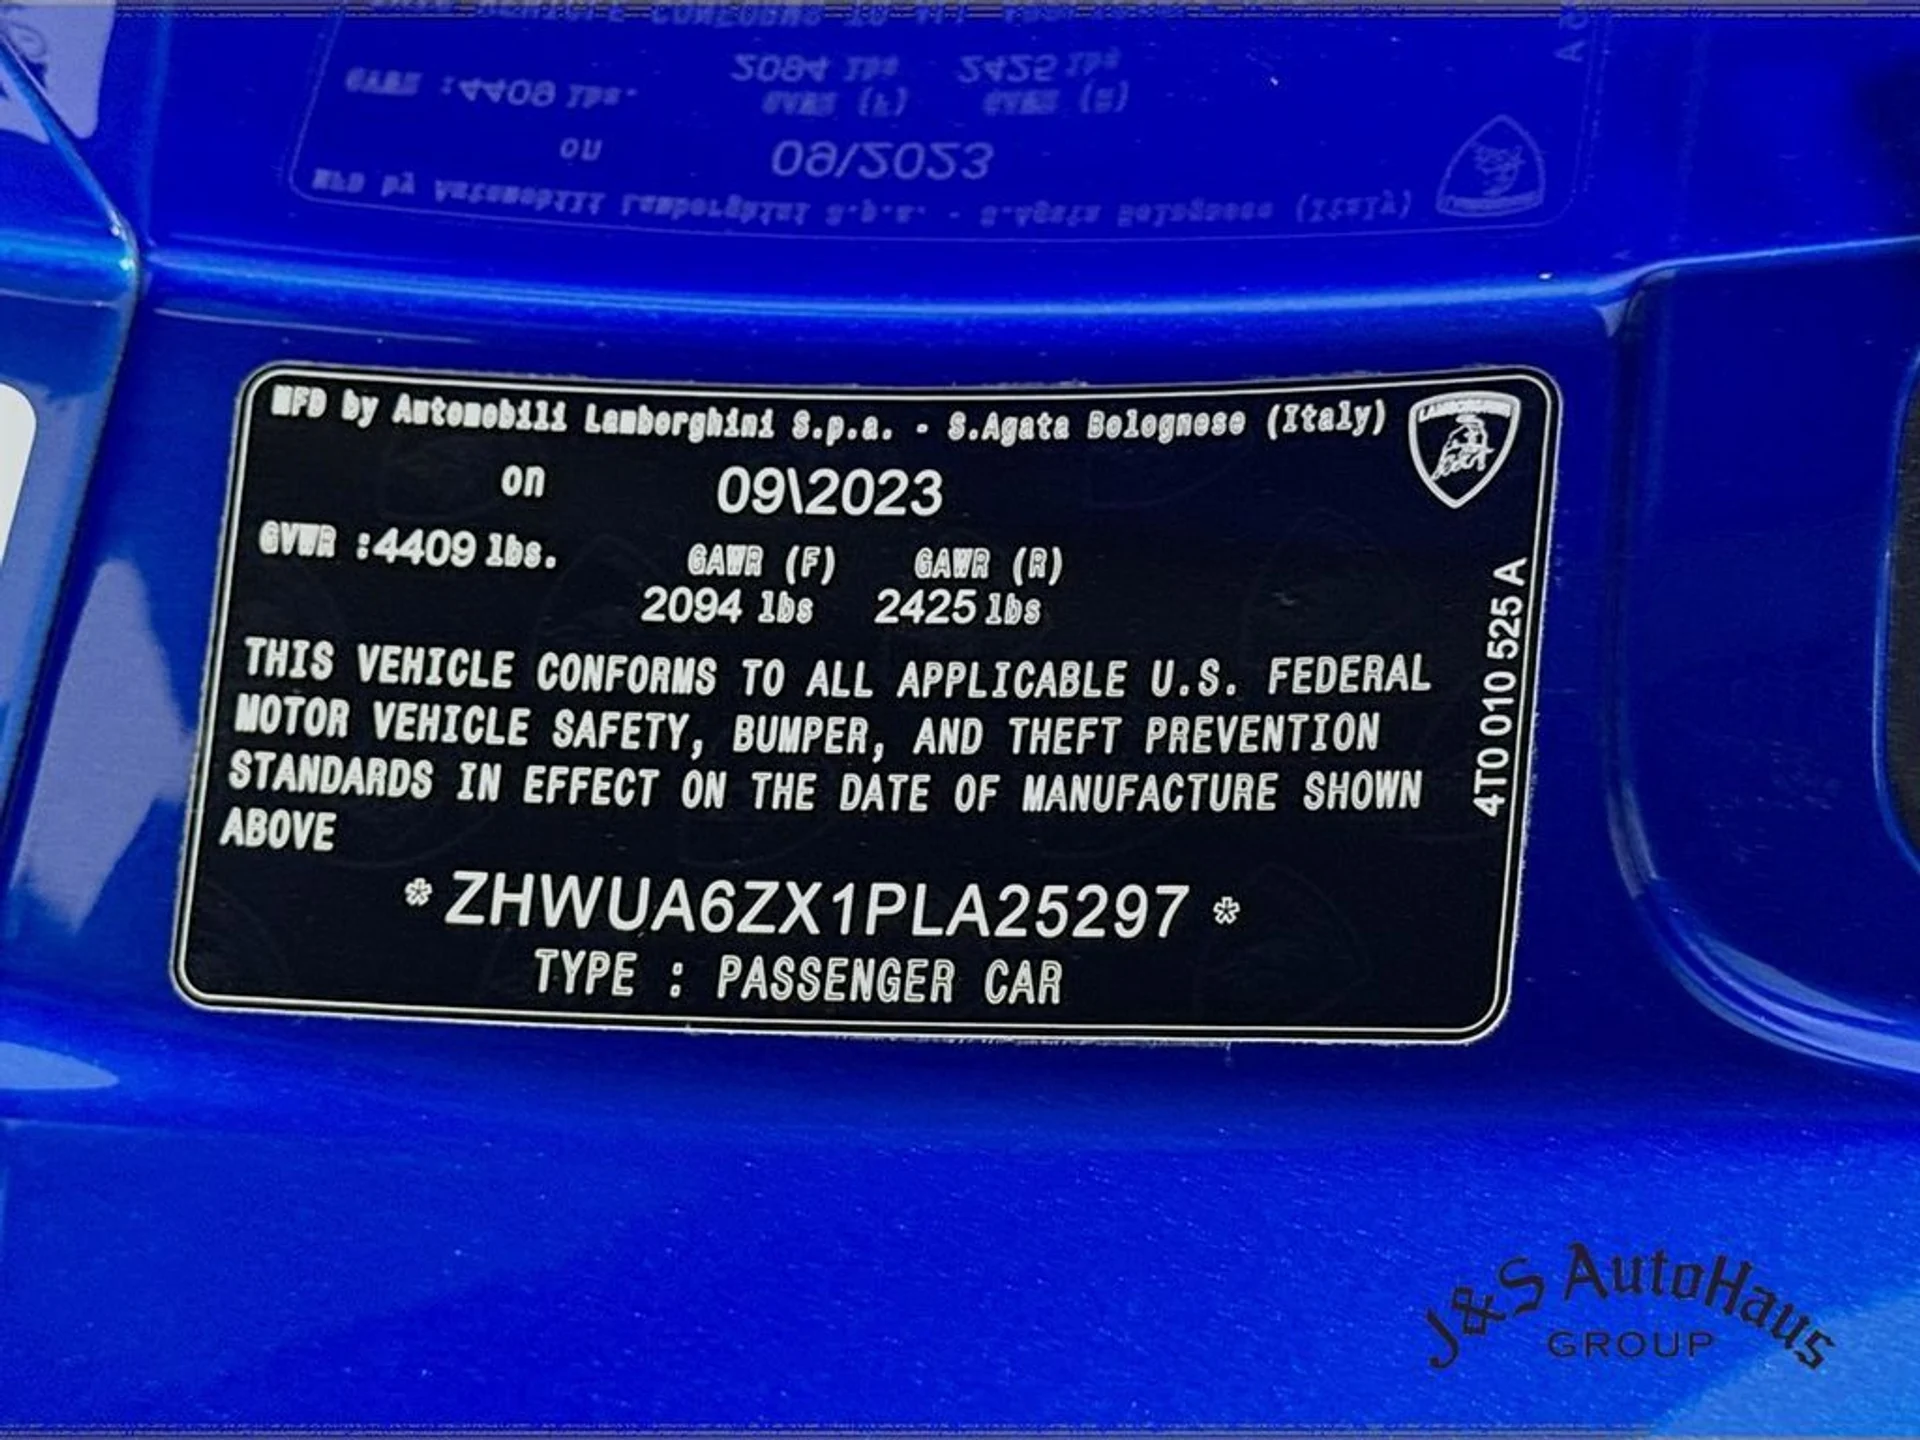 MFD by Automobili Lamborghini S.p.a. - S.Agata Bolognese (Italy)
LAMBORGHINI
on 09\2023
GVWR :4409 lbs. GAWR (F) GAWR (R)
2094 lbs 2425 lbs
THIS VEHICLE CONFORMS TO ALL APPLICABLE U.S. FEDERAL
MOTOR VEHICLE SAFETY, BUMPER, AND THEFT PREVENTION
STANDARDS IN EFFECT ON THE DATE OF MANUFACTURE SHOWN
ABOVE
* ZHWUA6ZX1PLA25297 *
TYPE : PASSENGER CAR
4T0 010 525 A
J&S AutoHaus
GROUP